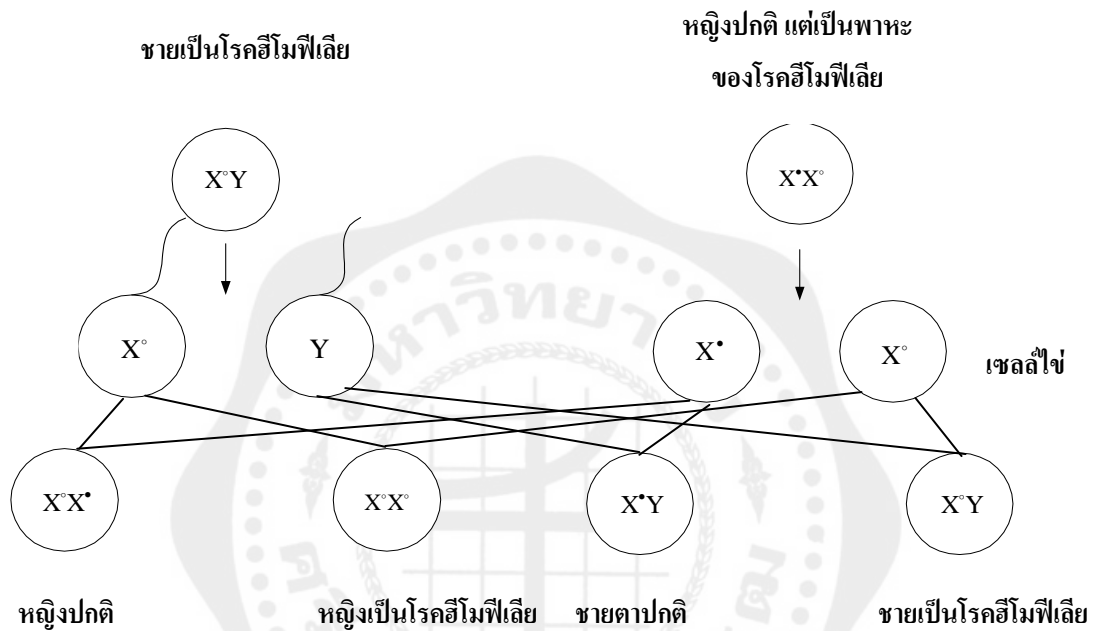 ชายเป็นโรคฮีโมฟีเลีย
หญิงปกติ แต่เป็นพาหะ
ของโรคฮีโมฟีเลีย
X°Y
X•X°
X°
Y
X•
X°
เซลล์ไข่
X°X•
X°X°
X•Y
X°Y
หญิงปกติ
หญิงเป็นโรคฮีโมฟีเลีย
ชายตาปกติ
ชายเป็นโรคฮีโมฟีเลีย